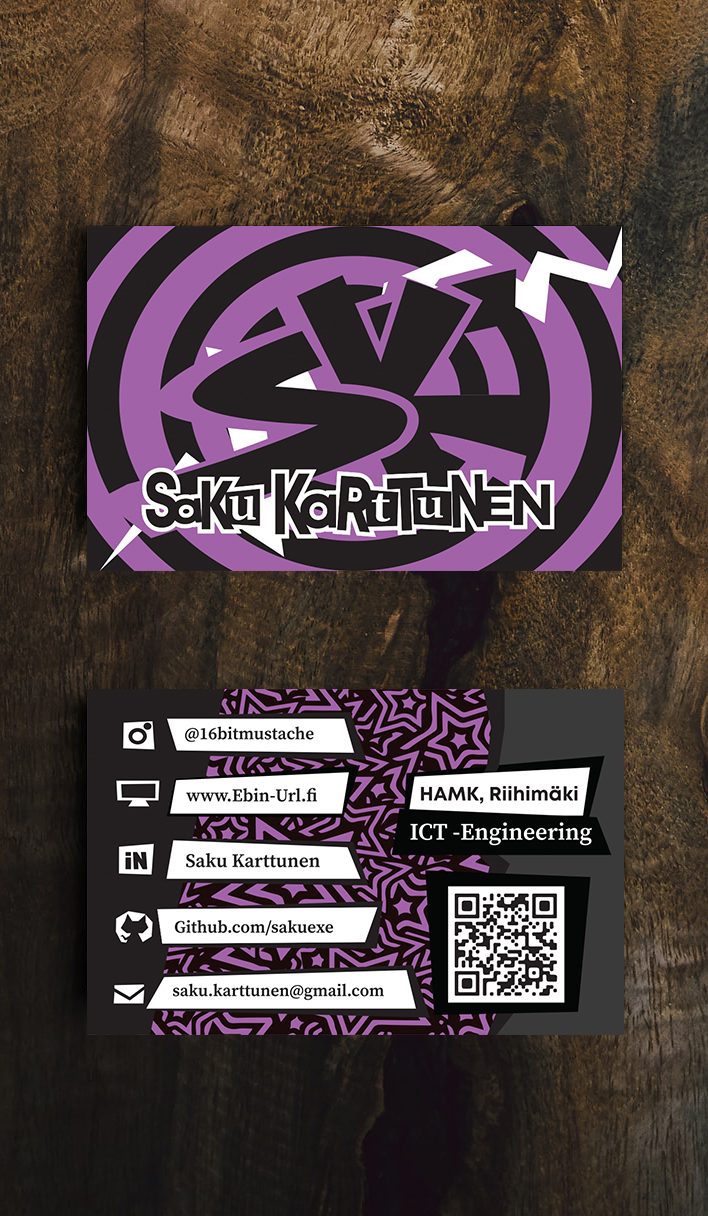 SaKu KaRtTuNEN
@16bitmustache
www.Ebin-Url.fi
iN
Saku Karttunen
Github.com/sakuexe
saku.karttunen@gmail.com
HAMK, Riihimäki
ICT -Engineering